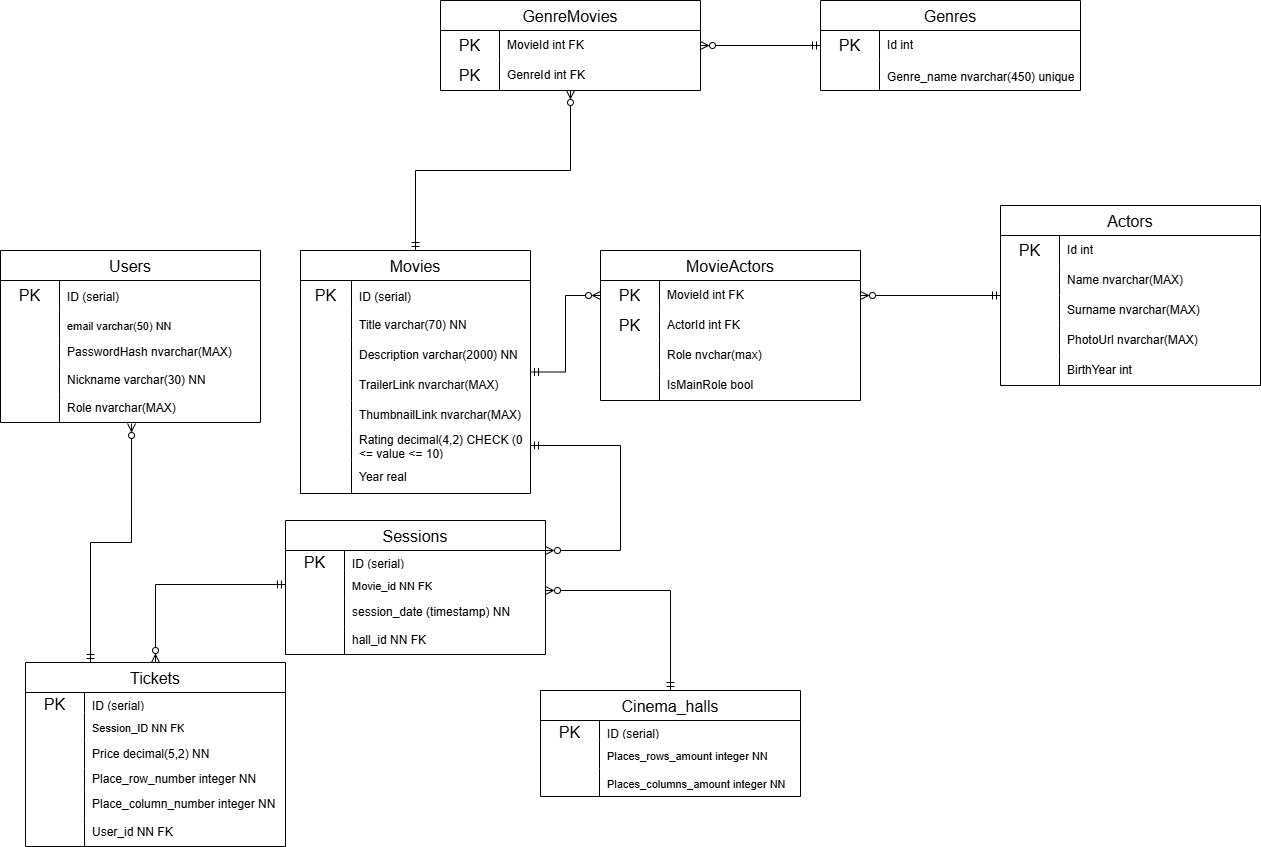 GenreMovies
PK MovieId int FK
PK GenreId int FK
Genres
PK Id int
Genre_name nvarchar(450) unique
Users
PK ID (serial)
email varchar(50) NN
PasswordHash nvarchar(MAX)
Nickname varchar(30) NN
Role nvarchar(MAX)
Movies
PK ID (serial)
Title varchar(70) NN
Description varchar(2000) NN
TrailerLink nvarchar(MAX)
ThumbnailLink nvarchar(MAX)
Rating decimal(4,2) CHECK (0
<= value <= 10)
Year real
MovieActors
PK MovieId int FK
PK ActorId int FK
Role nvchar(max)
IsMainRole bool
Actors
PK Id int
Name nvarchar(MAX)
Surname nvarchar(MAX)
PhotoUrl nvarchar(MAX)
BirthYear int
Sessions
PK ID (serial)
Movie_id NN FK
session_date (timestamp) NN
hall_id NN FK
Tickets
PK ID (serial)
Session_ID NN FK
Price decimal(5,2) NN
Place_row_number integer NN
Place_column_number integer NN
User_id NN FK
Cinema_halls
PK ID (serial)
Places_rows_amount integer NN
Places_columns_amount integer NN